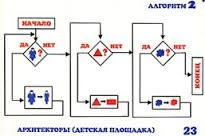 АЛГОРИТМ 2
НАЧАЛО
ДА ? НЕТ
ДА ? НЕТ
ДА ? НЕТ
КОНЕЦ
АРХИТЕКТОРЫ (ДЕТСКАЯ ПЛОЩАДКА) 23